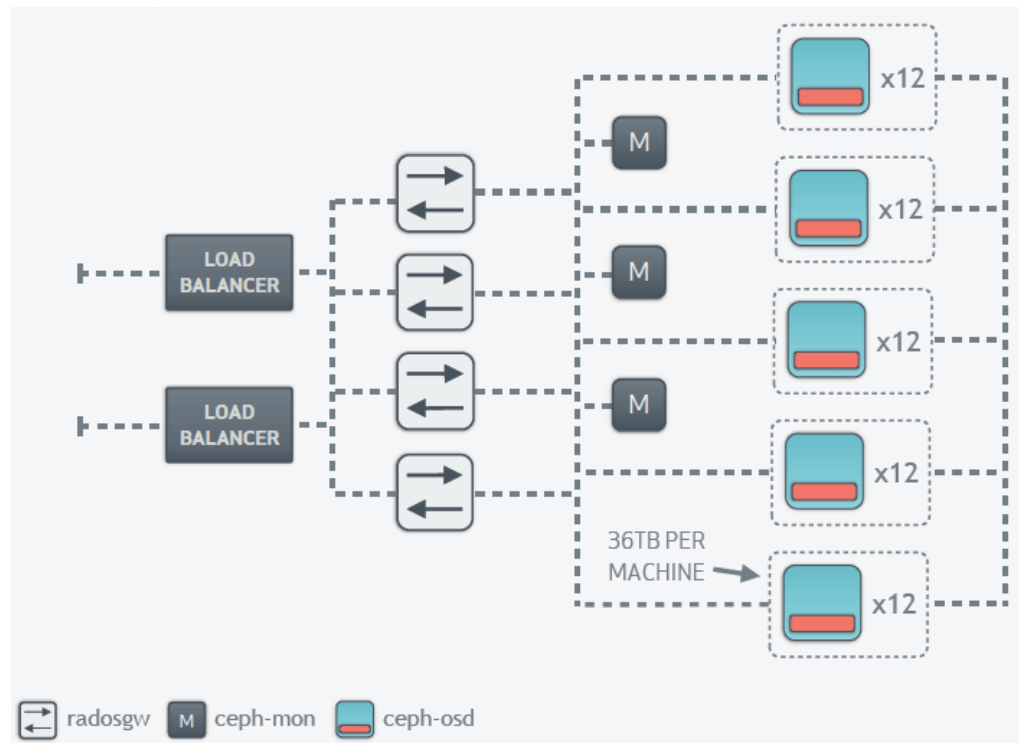 x12
M
x12
LOAD
BALANCER
M
x12
LOAD
BALANCER
M
x12
36TB PER
MACHINE
x12
radosgw
M
ceph-mon
ceph-osd